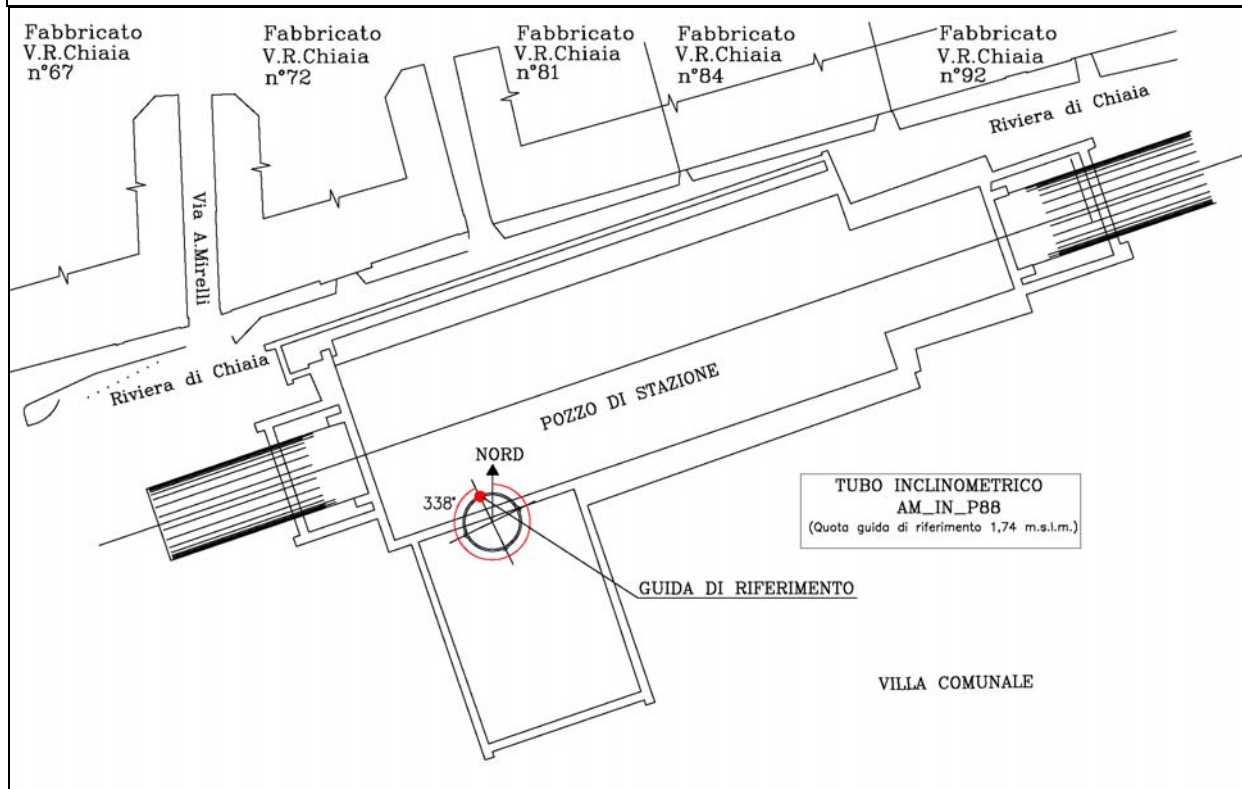 Fabbricato
V.R.Chiaia
n°67
Fabbricato
V.R.Chiaia
n°72
Fabbricato
V.R.Chiaia
n°81
Fabbricato
V.R.Chiaia
n°84
Fabbricato
V.R.Chiaia
n°92
Riviera di Chiaia
Via A.Mirelli
Riviera di Chiaia
POZZO DI STAZIONE
NORD
338°
TUBO INCLINOMETRICO
AM_IN_P88
(Quota guida di riferimento 1,74 m.s.l.m.)
GUIDA DI RIFERIMENTO
VILLA COMUNALE